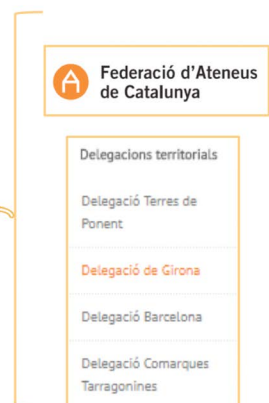 Federació d'Ateneus
de Catalunya
Delegacions territorials
Delegació Terres de
Ponent
Delegació de Girona
Delegació Barcelona
Delegació Comarques
Tarragonines